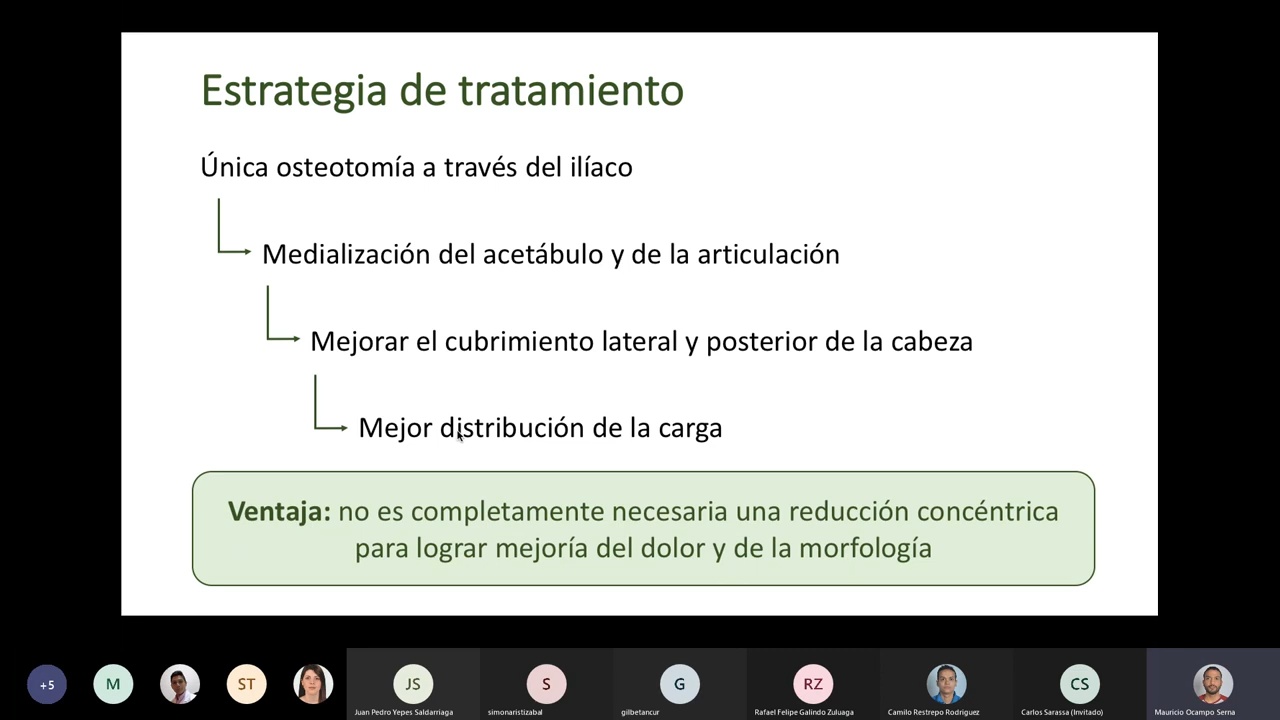 Estrategia de tratamiento
Única osteotomía a través del ilíaco
Medialización del acetábulo y de la articulación
Mejorar el cubrimiento lateral y posterior de la cabeza
Mejor distribución de la carga
Ventaja: no es completamente necesaria una reducción concéntrica
para lograr mejoría del dolor y de la morfología
+5
M
ST
JS
S
G
RZ
CS
Juan Pedro Yepes Saldarriaga
simonaristizabal
gilbetancur
Rafael Felipe Galindo Zuluaga
Camilo Restrepo Rodriguez
Carlos Sarassa (Invitado)
Mauricio Ocampo Serna